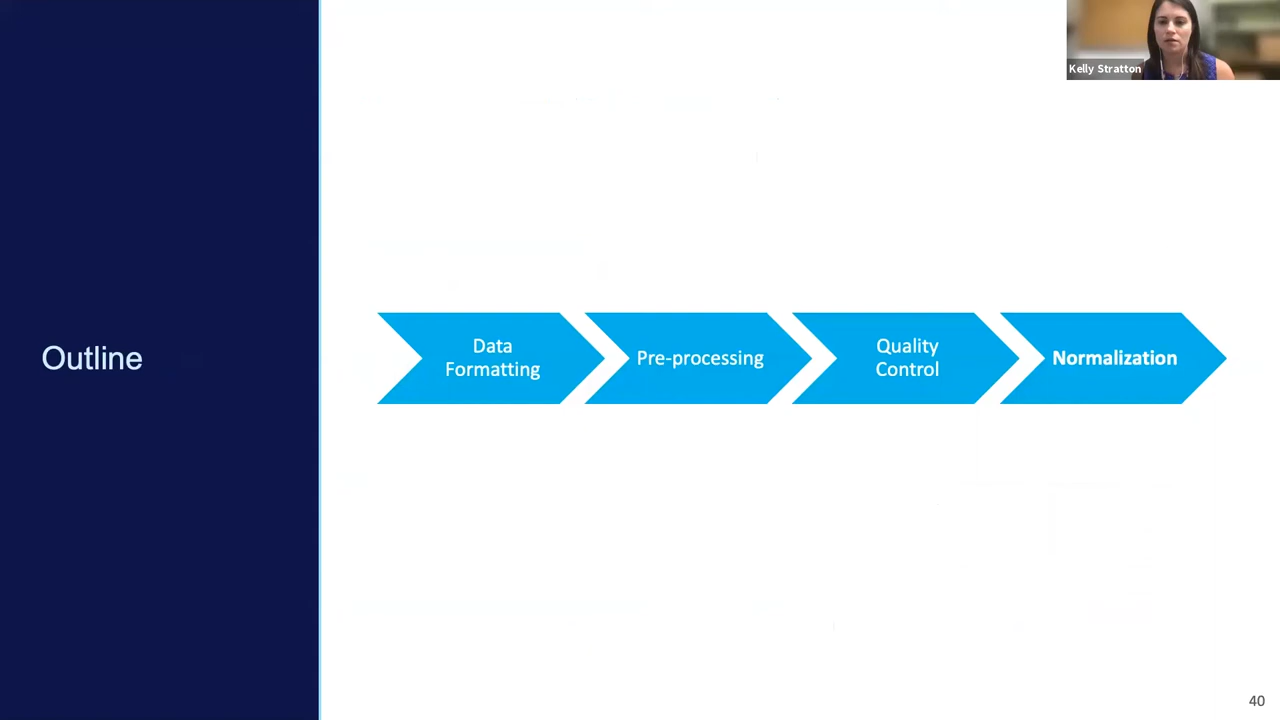 Kelly Stratton
Outline
Data
Formatting
Pre-processing
Quality
Control
Normalization
40